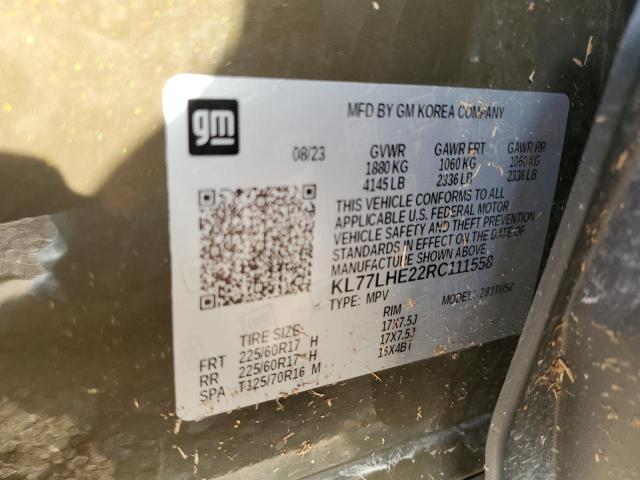 gm
MFD BY GM KOREA COMPANY
08/23 GVWR GAWR FRT GAWR RR
1880 KG 1060 KG 1060 KG
4145 LB 2336 LB 2336 LB
THIS VEHICLE CONFORMS TO ALL
APPLICABLE U.S. FEDERAL MOTOR
VEHICLE SAFETY AND THEFT PREVENTION
STANDARDS IN EFFECT ON THE DATE OF
MANUFACTURE SHOWN ABOVE.
KL77LHE22RC111558
TYPE: MPV MODEL:
TIRE SIZE: RIM
FRT 225/60R17 H 17X7.5J
RR 225/60R17 H 17X7.5J
SPA T125/70R16 M 16X4BT